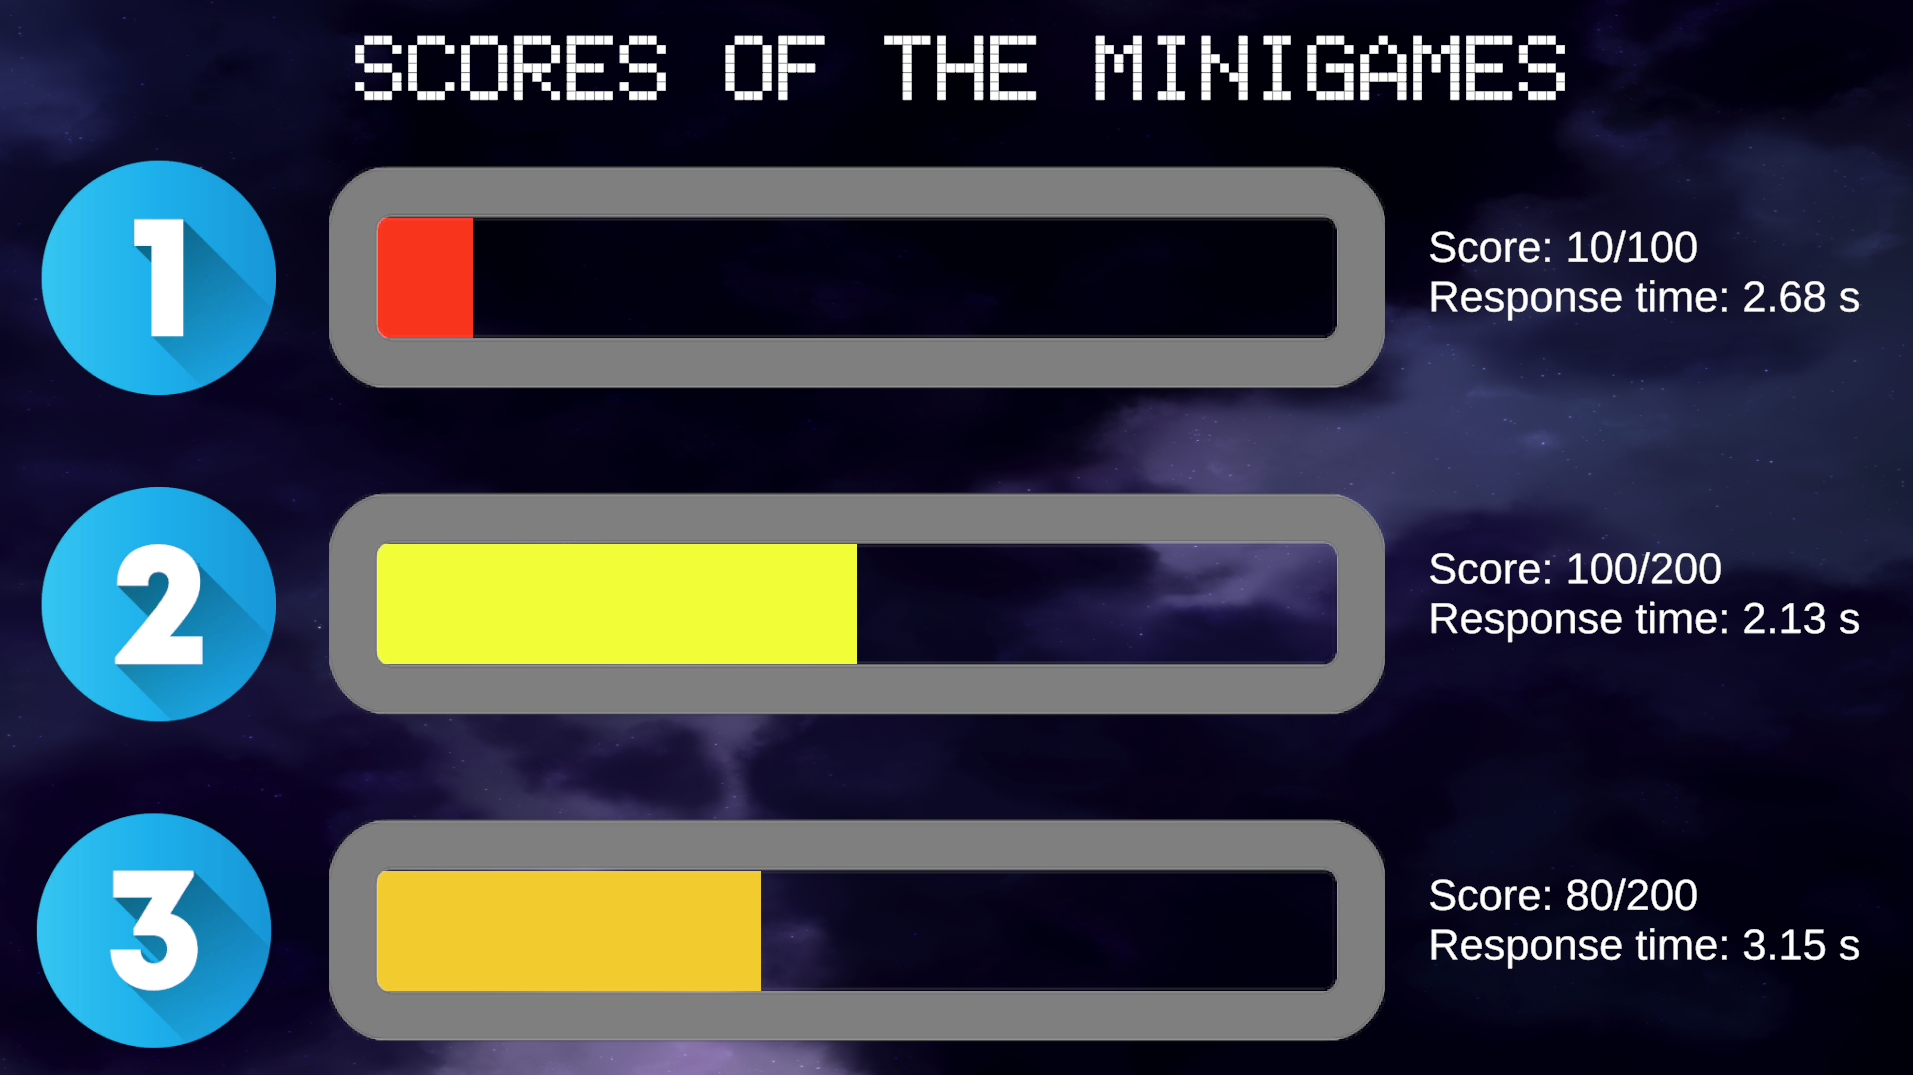 SCORES OF THE MINIGAMES
1
Score: 10/100
Response time: 2.68 s
2
Score: 100/200
Response time: 2.13 s
3
Score: 80/200
Response time: 3.15 s